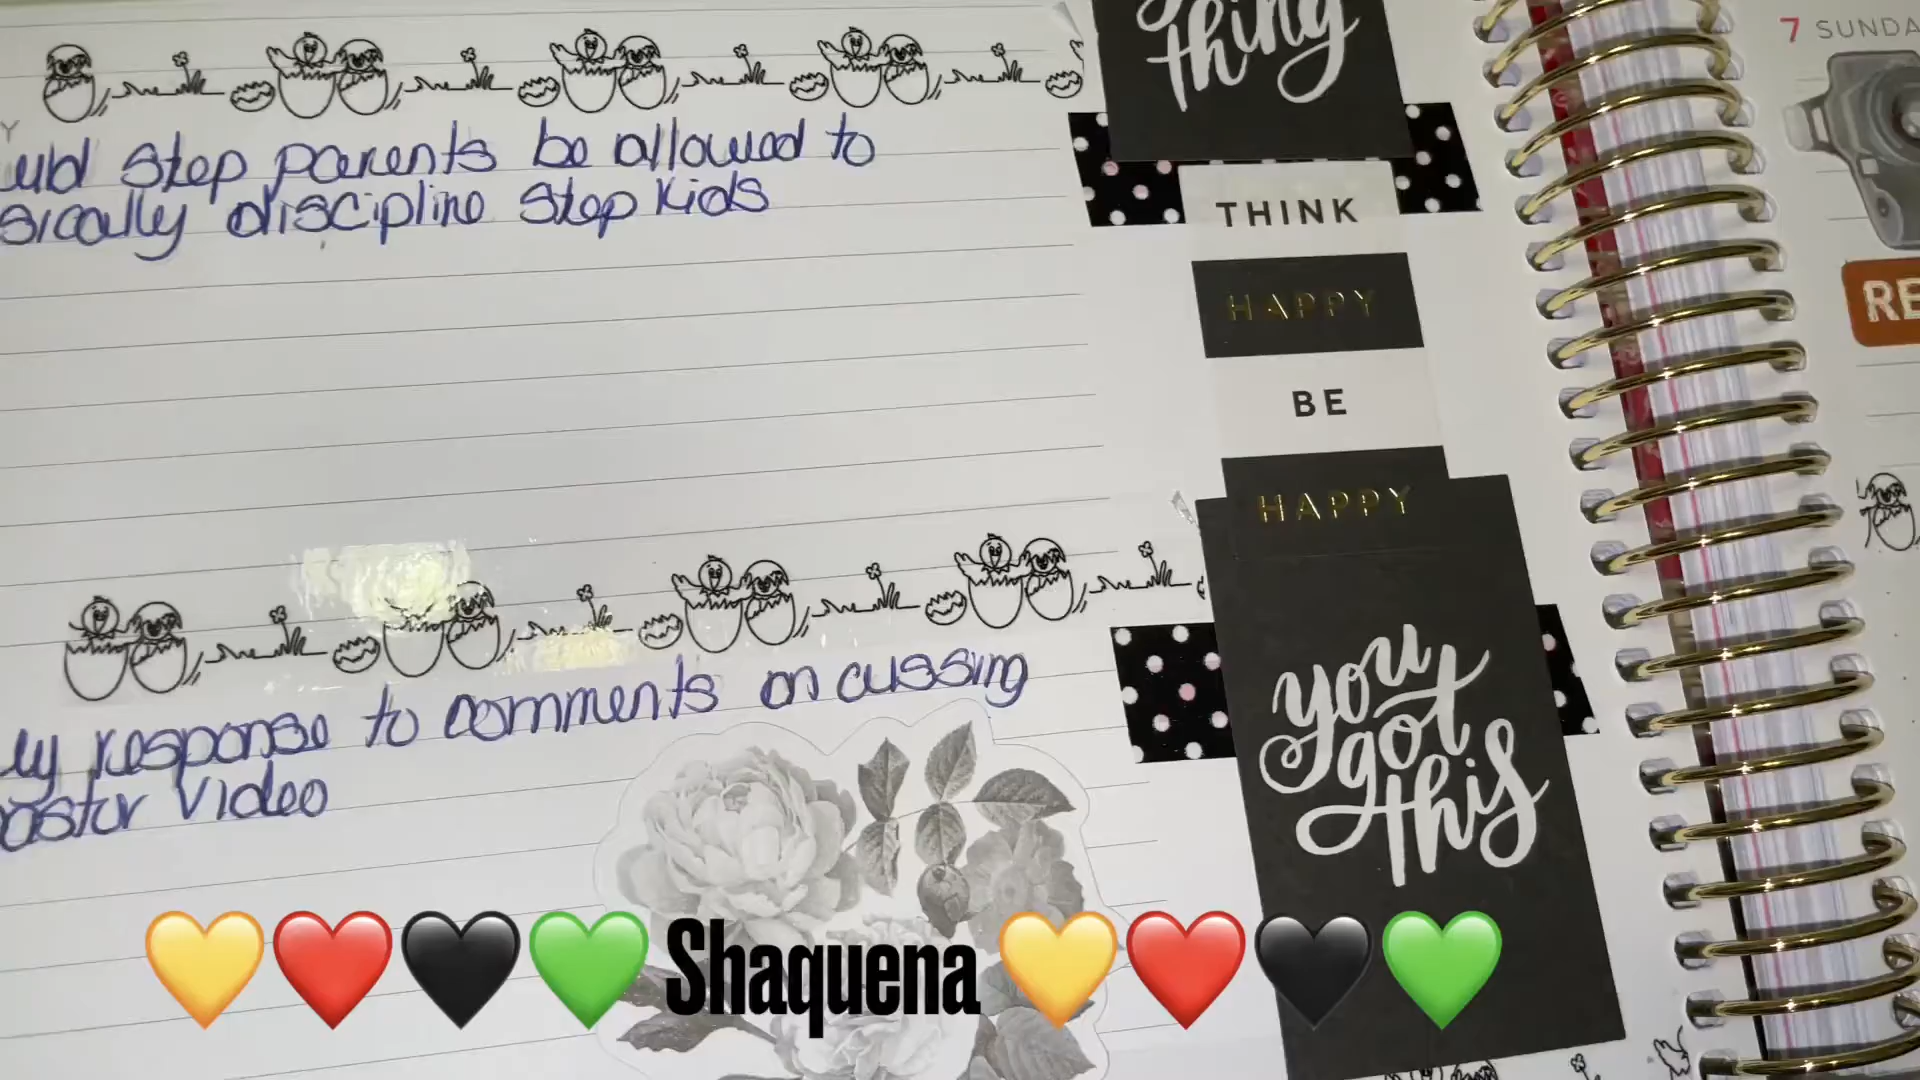 thing
7 SUNDA
Y
uld step parents be allowed to
sically discipline step kids
THINK
HAPPY
BE
HAPPY
RE
ly response to comments on cussing
astor video
you
got
this
💛❤️🖤💚 Shaquena 💛❤️🖤💚